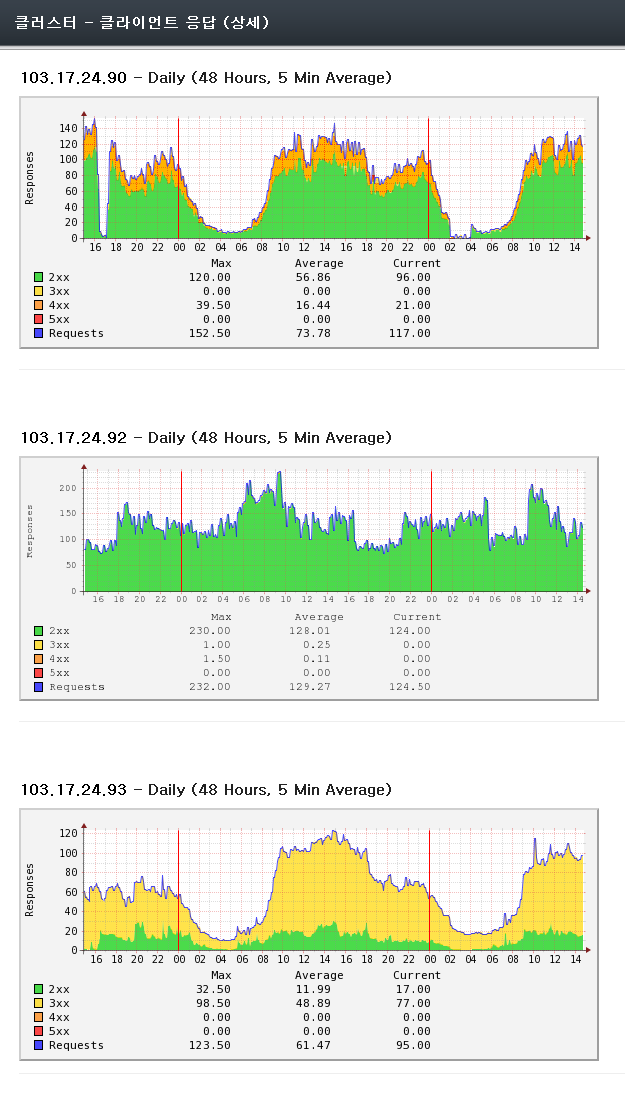 클러스터 - 클라이언트 응답 (상세)
103.17.24.90 - Daily (48 Hours, 5 Min Average)
Responses
140
120
100
80
60
40
20
0
16 18 20 22 00 02 04 06 08 10 12 14 16 18 20 22 00 02 04 06 08 10 12 14
Max Average Current
2xx 120.00 56.86 96.00
3xx 0.00 0.00 0.00
4xx 39.50 16.44 21.00
5xx 0.00 0.00 0.00
Requests 152.50 73.78 117.00
103.17.24.92 - Daily (48 Hours, 5 Min Average)
Responses
200
150
100
50
0
16 18 20 22 00 02 04 06 08 10 12 14 16 18 20 22 00 02 04 06 08 10 12 14
Max Average Current
2xx 230.00 128.01 124.00
3xx 1.00 0.25 0.00
4xx 1.50 0.11 0.00
5xx 0.00 0.00 0.00
Requests 232.00 129.27 124.50
103.17.24.93 - Daily (48 Hours, 5 Min Average)
Responses
120
100
80
60
40
20
0
16 18 20 22 00 02 04 06 08 10 12 14 16 18 20 22 00 02 04 06 08 10 12 14
Max Average Current
2xx 32.50 11.99 17.00
3xx 98.50 48.89 77.00
4xx 0.00 0.00 0.00
5xx 0.00 0.00 0.00
Requests 123.50 61.47 95.00